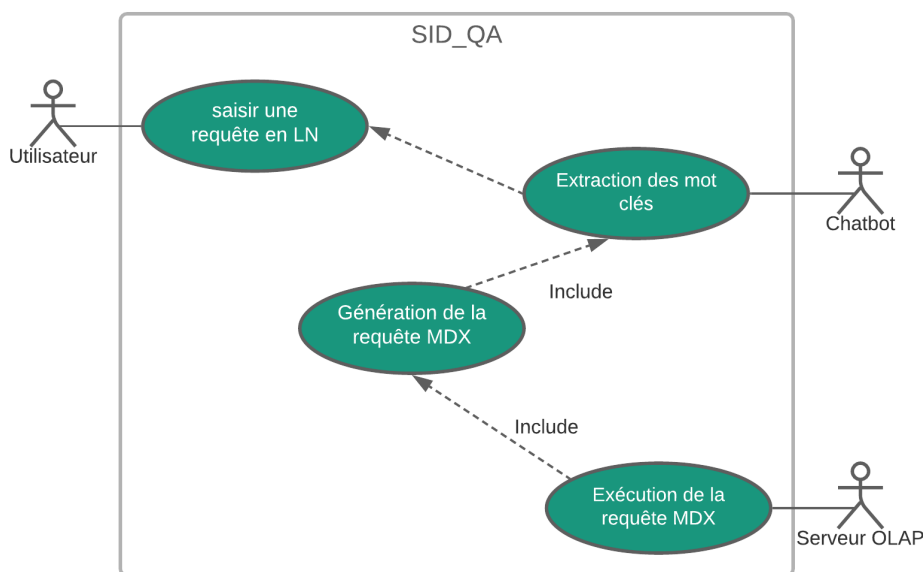 SID_QA
saisir une
requête en LN
Utilisateur
Extraction des mot
clés
Chatbot
Include
Génération de la
requête MDX
Include
Exécution de la
requête MDX
Serveur OLAP